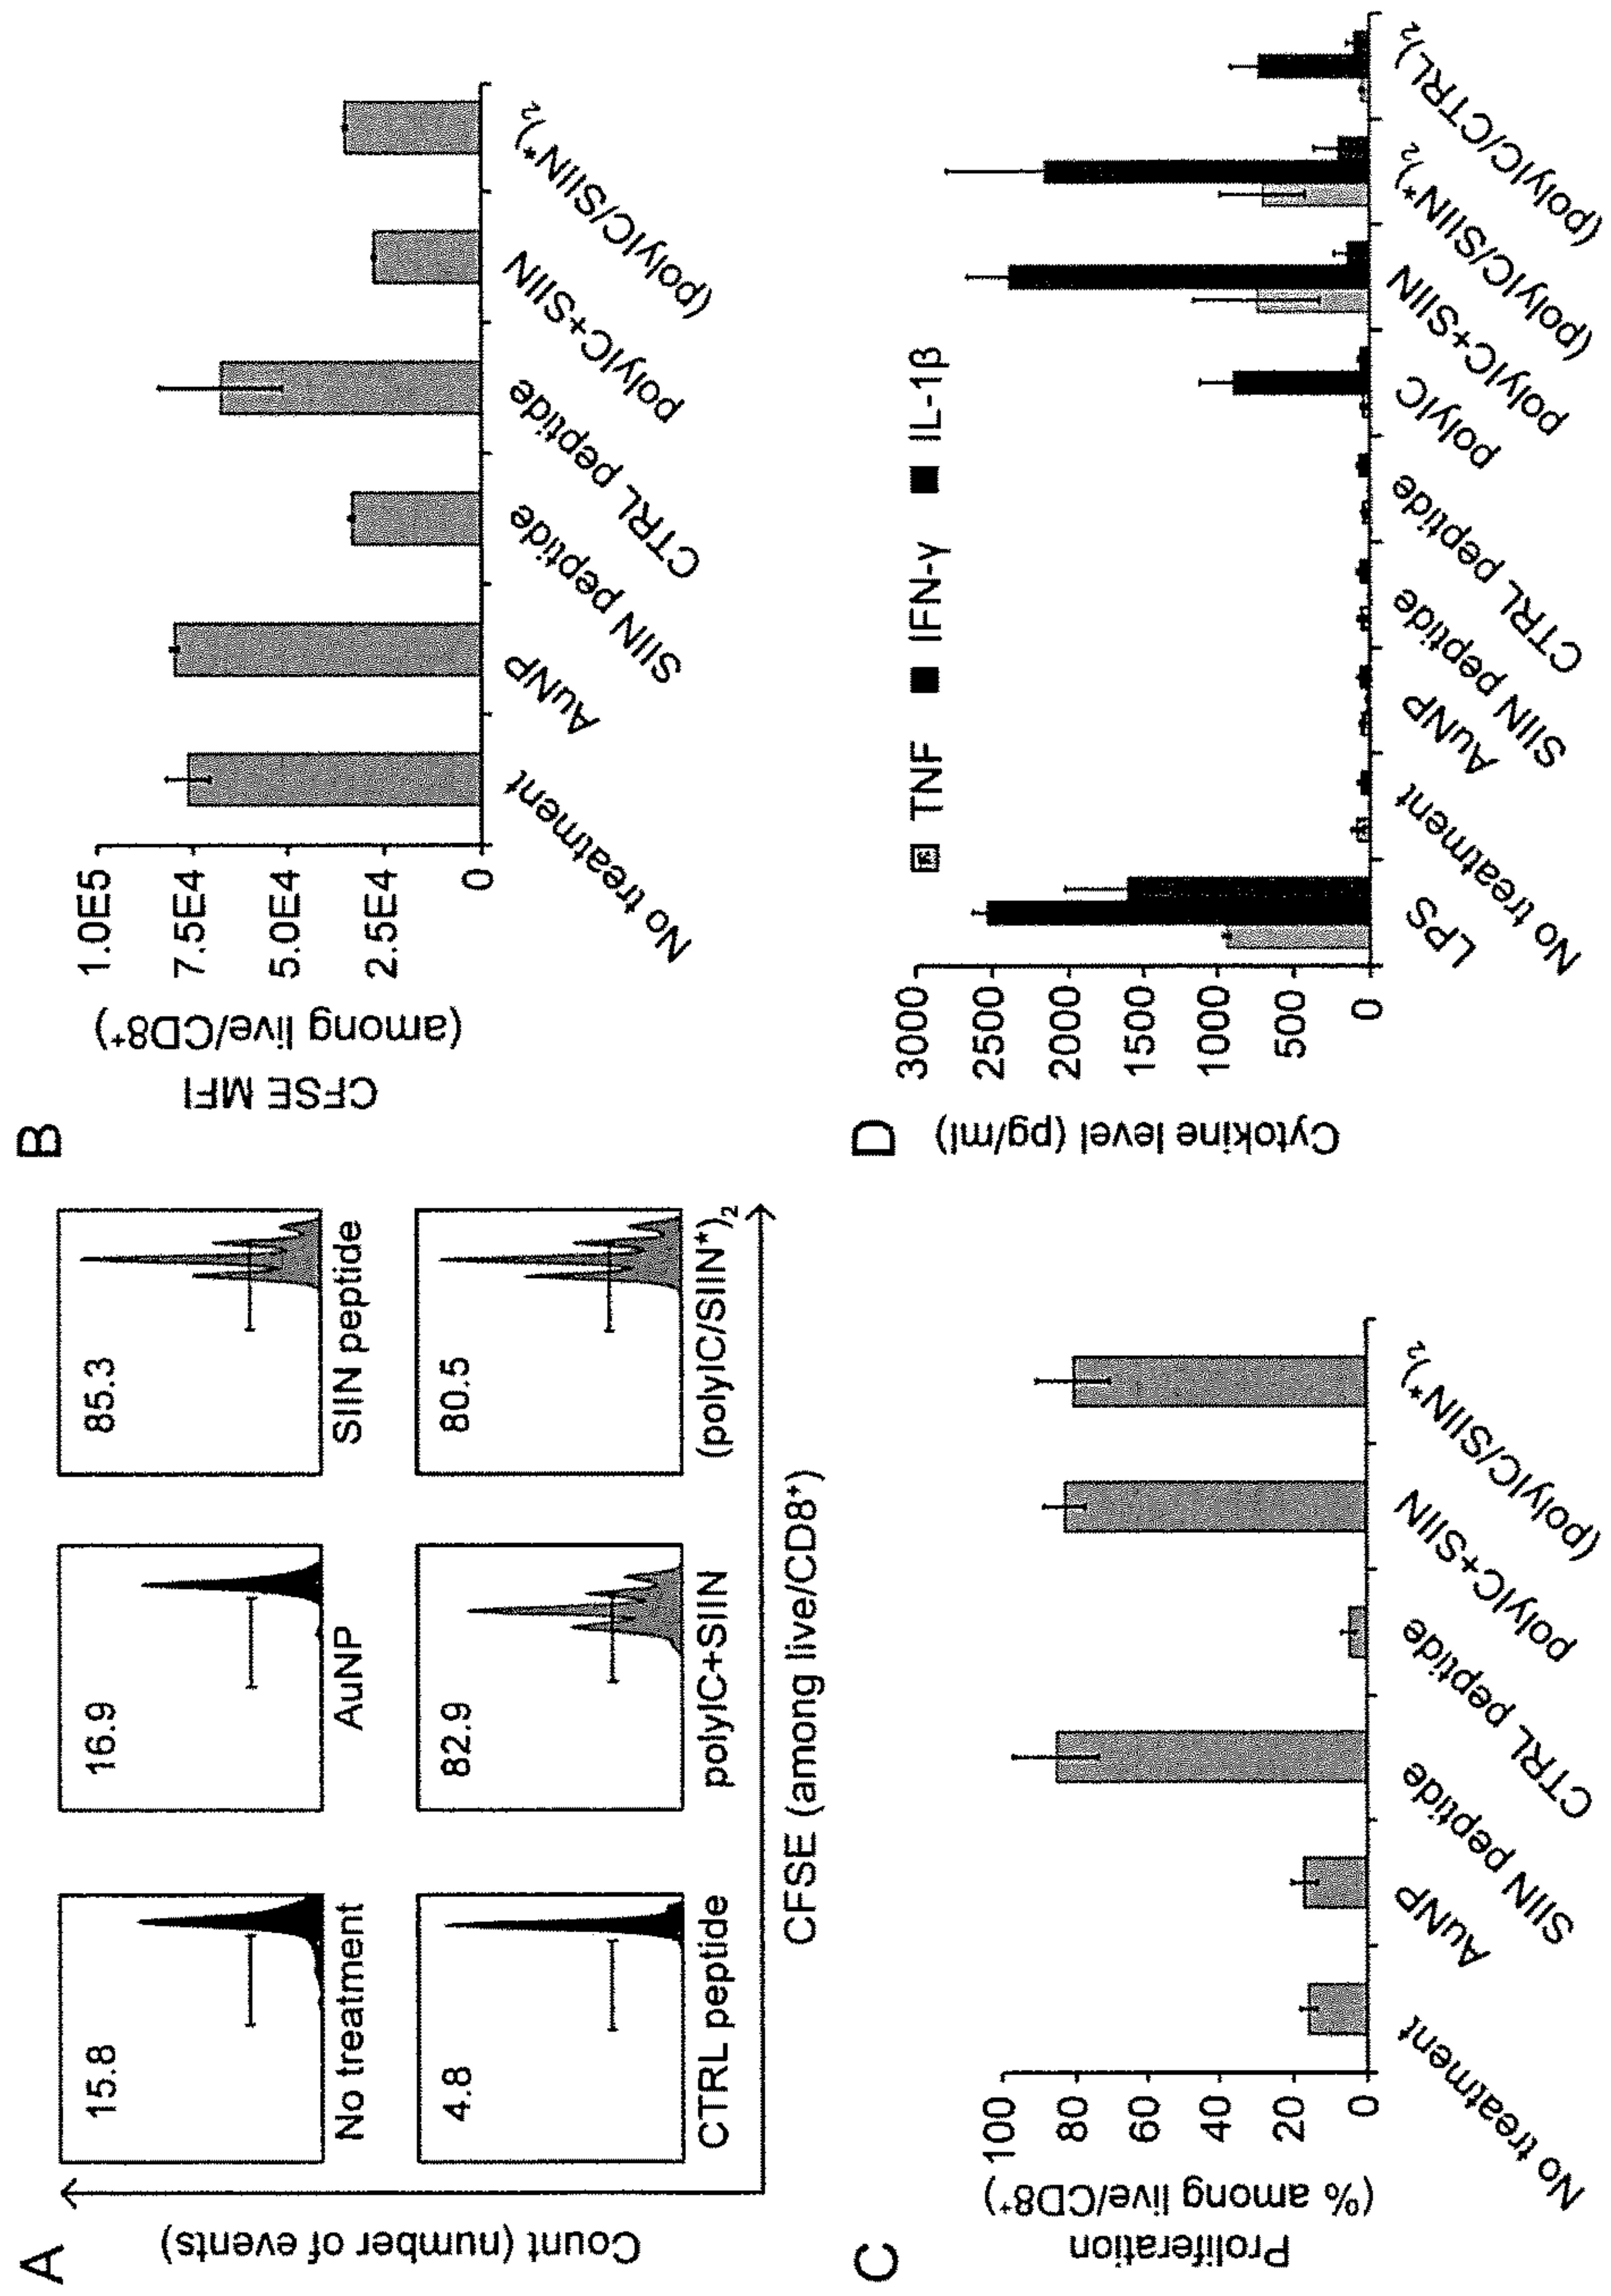 A
Count (number of events)
15.8
No treatment
16.9
AuNP
85.3
SIIN peptide
4.8
CTRL peptide
82.9
polyIC+SIIN
80.5
(polyIC/SIIN*)₂
CFSE (among live/CD8⁺)
B
CFSE MFI
(among live/CD8⁺)
1.0E5
7.5E4
5.0E4
2.5E4
0
No treatment
AuNP
SIIN peptide
CTRL peptide
polyIC+SIIN
(polyIC/SIIN*)₂
C
Proliferation
(% among live/CD8⁺)
100
80
60
40
20
0
No treatment
AuNP
SIIN peptide
CTRL peptide
polyIC+SIIN
(polyIC/SIIN*)₂
D
Cytokine level (pg/ml)
TNF IFN-γ IL-1β
3000
2500
2000
1500
1000
500
0
LPS
No treatment
AuNP
SIIN peptide
CTRL peptide
polyIC
polyIC+SIIN
(polyIC/SIIN*)₂
(polyIC/CTRL)₂